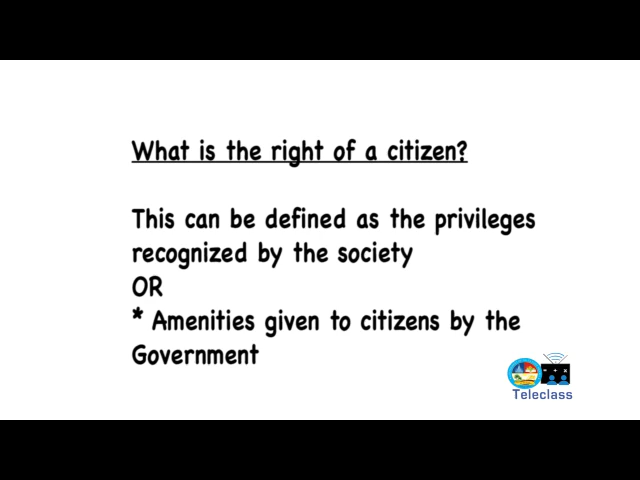 What is the right of a citizen?
This can be defined as the privileges
recognized by the society
OR
* Amenities given to citizens by the
Government
Teleclass